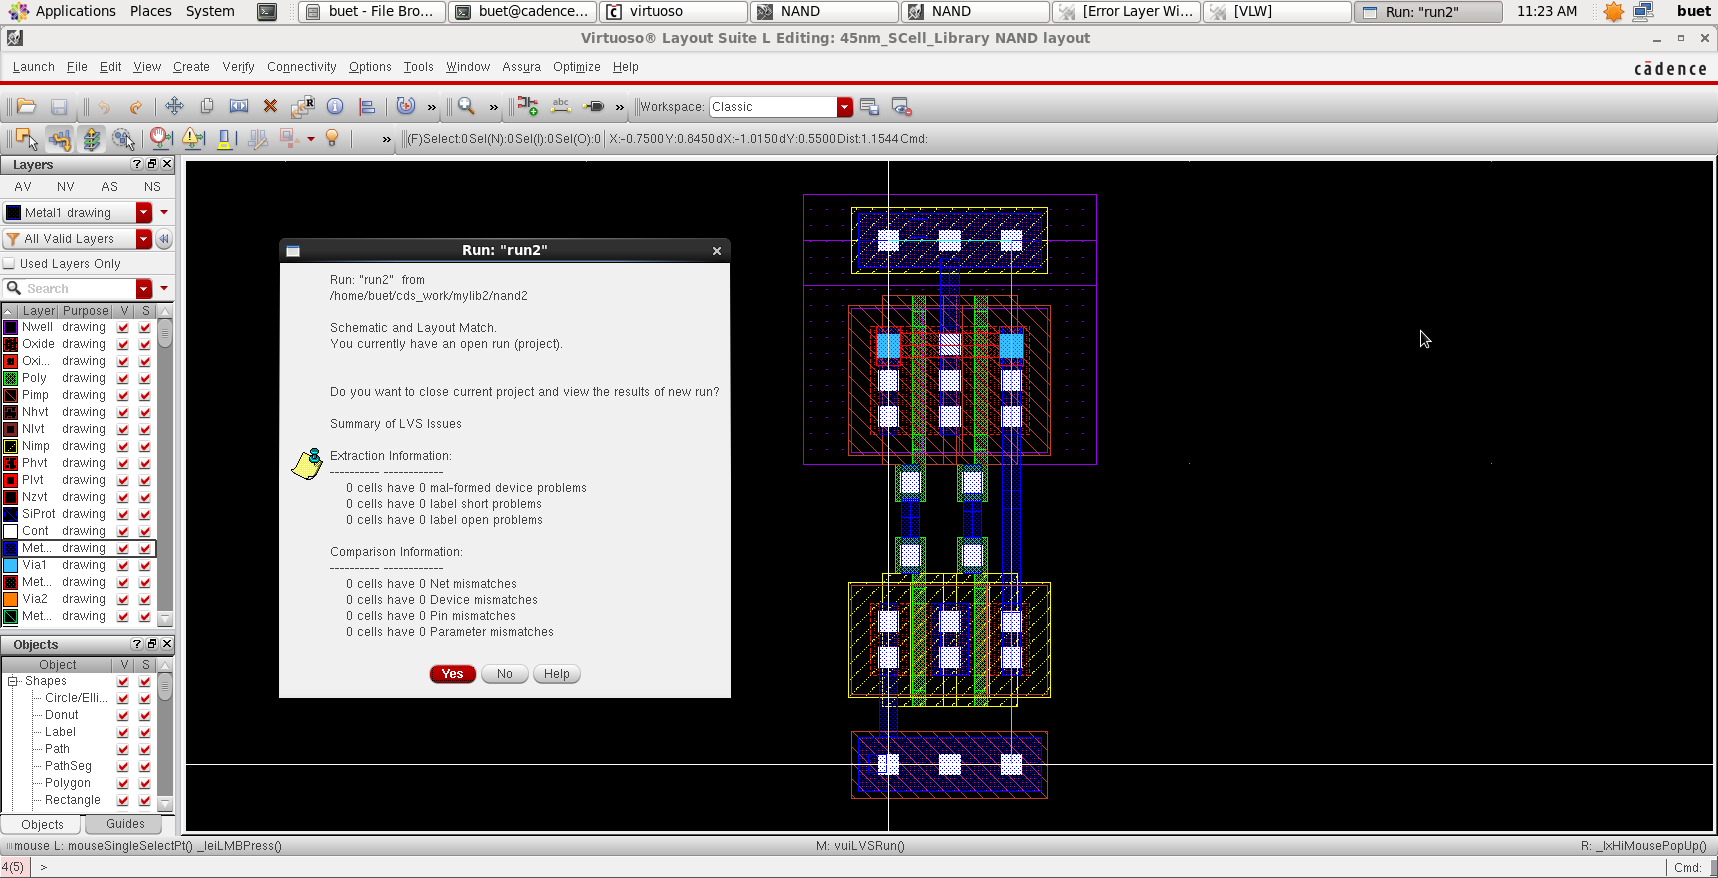 Applications Places System buet - File Bro... buet@cadence... virtuoso NAND NAND [Error Layer Wi... [VLW] Run: "run2" 11:23 AM buet
Virtuoso® Layout Suite L Editing: 45nm_SCell_Library NAND layout
Launch File Edit View Create Verify Connectivity Options Tools Window Assura Optimize Help cādence
» » abc » Workspace: Classic
» (F)Select:0 Sel(N):0 Sel(I):0 Sel(O):0 X:-0.7500 Y:0.8450 dX:-1.0150 dY:0.5500 Dist:1.1544 Cmd:
Layers
AV NV AS NS
Metal1 drawing
All Valid Layers
Used Layers Only
Search
Layer Purpose V S
Nwell drawing
Oxide drawing
Oxi... drawing
Poly drawing
Pimp drawing
Nhvt drawing
Nlvt drawing
Nimp drawing
Phvt drawing
Plvt drawing
Nzvt drawing
SiProt drawing
Cont drawing
Met... drawing
Via1 drawing
Met... drawing
Via2 drawing
Met... drawing
Objects
Object V S
Shapes
Circle/Elli...
Donut
Label
Path
PathSeg
Polygon
Rectangle
Objects Guides
Run: "run2"
Run: "run2" from
/home/buet/cds_work/mylib2/nand2
Schematic and Layout Match.
You currently have an open run (project).
Do you want to close current project and view the results of new run?
Summary of LVS Issues
Extraction Information:
---------- ------------
0 cells have 0 mal-formed device problems
0 cells have 0 label short problems
0 cells have 0 label open problems
Comparison Information:
---------- ------------
0 cells have 0 Net mismatches
0 cells have 0 Device mismatches
0 cells have 0 Pin mismatches
0 cells have 0 Parameter mismatches
Yes No Help
mouse L: mouseSingleSelectPt() _leiLMBPress() M: vuiLVSRun() R: _lxHiMousePopUp()
4(5) > Cmd: